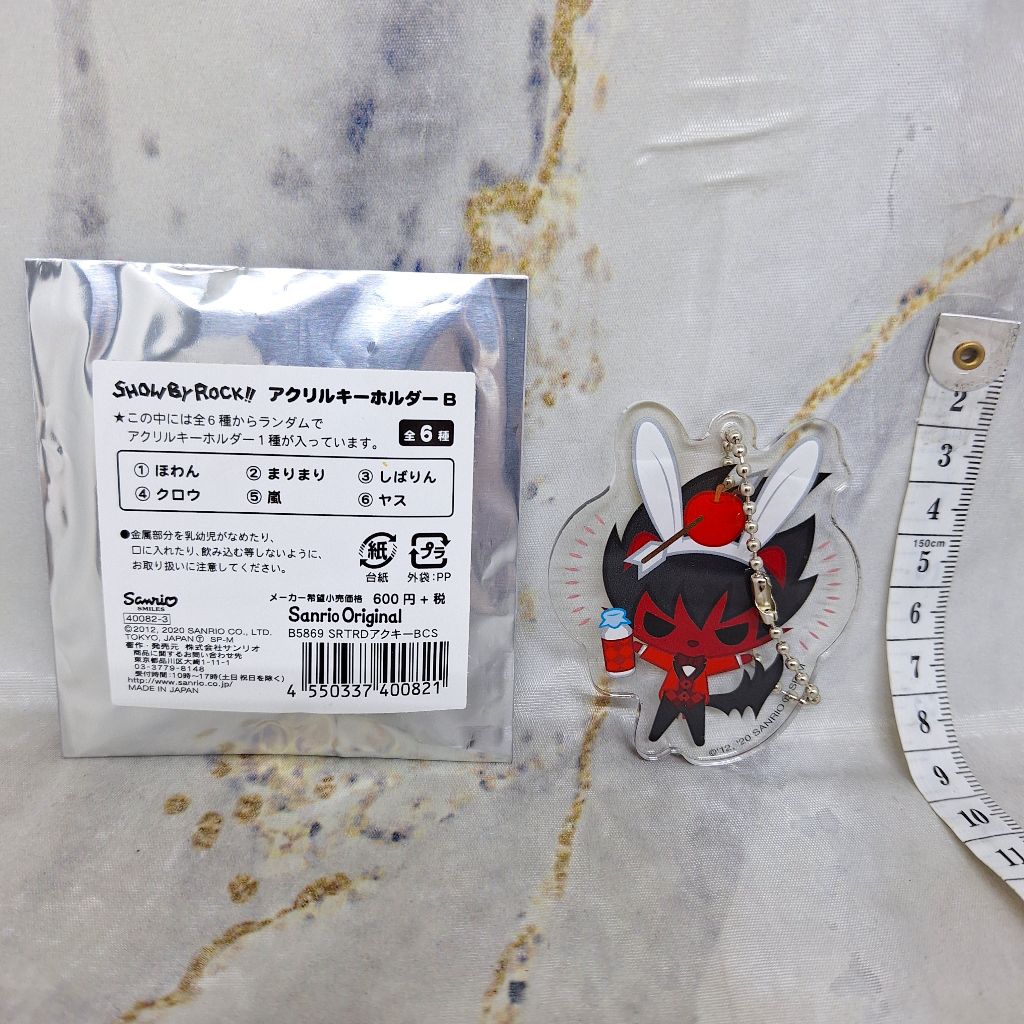 SHOW BY ROCK!! アクリルキーホルダー B
★この中には全6種からランダムで
アクリルキーホルダー1種が入っています。
全6種
① ほわん ② まりまり ③ しばりん
④ クロウ ⑤ 嵐 ⑥ ヤス
●金属部分を乳幼児がなめたり、
口に入れたり、飲み込む等しないように、
お取り扱いに注意してください。
紙 プラ
台紙 外袋:PP
メーカー希望小売価格 600円+税
Sanrio
SMILES
Sanrio Original
40082-3
B5869 SRTRDアクキーBCS
©2012, 2020 SANRIO CO., LTD.
TOKYO, JAPAN Ⓣ SP-M
著作・発売元 株式会社サンリオ
商品に関するお問い合わせ先
東京都品川区大崎1-11-1
03-3779-8148
受付時間:10時~17時(土日祝日を除く)
http://www.sanrio.co.jp/
MADE IN JAPAN
4 550337 400821
©'12, '20 SANRIO
2
3
4
150cm
5
6
7
8
9
10
11